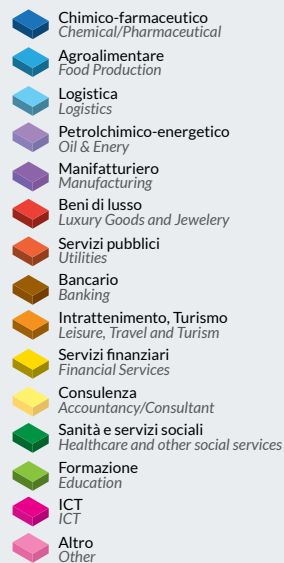 Chimico-farmaceutico
Chemical/Pharmaceutical
Agroalimentare
Food Production
Logistica
Logistics
Petrolchimico-energetico
Oil & Enery
Manifatturiero
Manufacturing
Beni di lusso
Luxury Goods and Jewelery
Servizi pubblici
Utilities
Bancario
Banking
Intrattenimento, Turismo
Leisure, Travel and Turism
Servizi finanziari
Financial Services
Consulenza
Accountancy/Consultant
Sanità e servizi sociali
Healthcare and other social services
Formazione
Education
ICT
ICT
Altro
Other